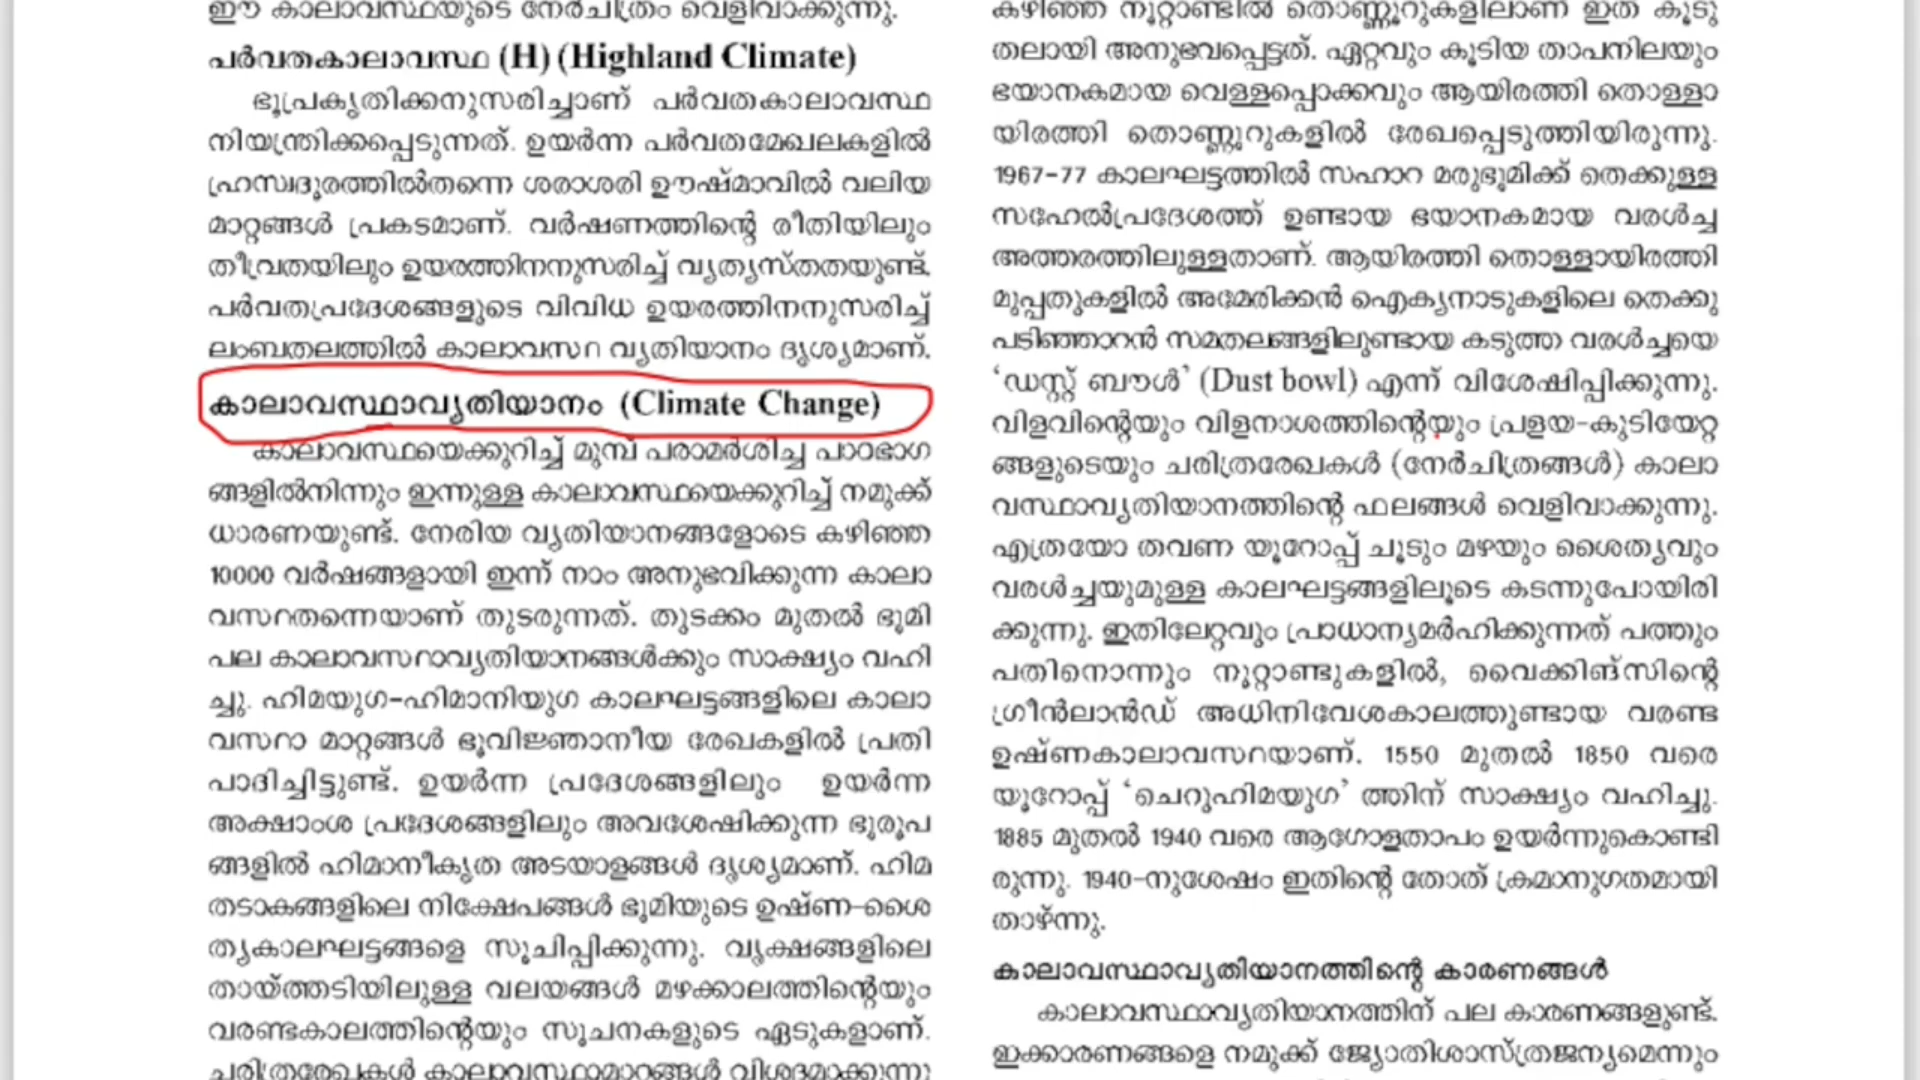 ഈ കാലാവസ്ഥയുടെ നേർചിത്രം വെളിവാക്കുന്നു.
പർവതകാലാവസ്ഥ (H) (Highland Climate)
ഭൂപ്രകൃതിക്കനുസരിച്ചാണ് പർവതകാലാവസ്ഥ
നിയന്ത്രിക്കപ്പെടുന്നത്. ഉയർന്ന പർവതമേഖലകളിൽ
ഹ്രസ്വദൂരത്തിൽതന്നെ ശരാശരി ഊഷ്മാവിൽ വലിയ
മാറ്റങ്ങൾ പ്രകടമാണ്. വർഷണത്തിന്റെ രീതിയിലും
തീവ്രതയിലും ഉയരത്തിനനുസരിച്ച് വ്യത്യസ്തതയുണ്ട്.
പർവതപ്രദേശങ്ങളുടെ വിവിധ ഉയരത്തിനനുസരിച്ച്
ലംബതലത്തിൽ കാലാവസഠ വ്യതിയാനം ദൃശ്യമാണ്.
കാലാവസ്ഥാവ്യതിയാനം (Climate Change)
കാലാവസ്ഥയെക്കുറിച്ച് മുമ്പ് പരാമർശിച്ച പാഠഭാഗ
ങ്ങളിൽനിന്നും ഇന്നുള്ള കാലാവസ്ഥയെക്കുറിച്ച് നമുക്ക്
ധാരണയുണ്ട്. നേരിയ വ്യതിയാനങ്ങളോടെ കഴിഞ്ഞ
10000 വർഷങ്ങളായി ഇന്ന് നാം അനുഭവിക്കുന്ന കാലാ
വസഠതന്നെയാണ് തുടരുന്നത്. തുടക്കം മുതൽ ഭൂമി
പല കാലാവസഠാവ്യതിയാനങ്ങൾക്കും സാക്ഷ്യം വഹി
ച്ചു. ഹിമയുഗ-ഹിമാനിയുഗ കാലഘട്ടങ്ങളിലെ കാലാ
വസഠാ മാറ്റങ്ങൾ ഭൂവിജ്ഞാനീയ രേഖകളിൽ പ്രതി
പാദിച്ചിട്ടുണ്ട്. ഉയർന്ന പ്രദേശങ്ങളിലും ഉയർന്ന
അക്ഷാംശ പ്രദേശങ്ങളിലും അവശേഷിക്കുന്ന ഭൂരൂപ
ങ്ങളിൽ ഹിമാനീകൃത അടയാളങ്ങൾ ദൃശ്യമാണ്. ഹിമ
തടാകങ്ങളിലെ നിക്ഷേപങ്ങൾ ഭൂമിയുടെ ഉഷ്ണ-ശൈ
ത്യകാലഘട്ടങ്ങളെ സൂചിപ്പിക്കുന്നു. വൃക്ഷങ്ങളിലെ
തായ്ത്തടിയിലുള്ള വലയങ്ങൾ മഴക്കാലത്തിന്റെയും
വരണ്ടകാലത്തിന്റെയും സൂചനകളുടെ ഏടുകളാണ്.
ചരിത്രരേഖകൾ കാലാവസ്ഥാമാറ്റങ്ങൾ വിശദമാക്കുന്നു
കഴിഞ്ഞ നൂറ്റാണ്ടിൽ തൊണ്ണൂറുകളിലാണ് ഇത് കൂടു
തലായി അനുഭവപ്പെട്ടത്. ഏറ്റവും കൂടിയ താപനിലയും
ഭയാനകമായ വെള്ളപ്പൊക്കവും ആയിരത്തി തൊള്ളാ
യിരത്തി തൊണ്ണൂറുകളിൽ രേഖപ്പെടുത്തിയിരുന്നു.
1967-77 കാലഘട്ടത്തിൽ സഹാറ മരുഭൂമിക്ക് തെക്കുള്ള
സഹേൽപ്രദേശത്ത് ഉണ്ടായ ഭയാനകമായ വരൾച്ച
അത്തരത്തിലുള്ളതാണ്. ആയിരത്തി തൊള്ളായിരത്തി
മുപ്പതുകളിൽ അമേരിക്കൻ ഐക്യനാടുകളിലെ തെക്കു
പടിഞ്ഞാറൻ സമതലങ്ങളിലുണ്ടായ കടുത്ത വരൾച്ചയെ
‘ഡസ്റ്റ് ബൗൾ’ (Dust bowl) എന്ന് വിശേഷിപ്പിക്കുന്നു.
വിളവിന്റെയും വിളനാശത്തിന്റെയും പ്രളയ-കുടിയേറ്റ
ങ്ങളുടെയും ചരിത്രരേഖകൾ (നേർചിത്രങ്ങൾ) കാലാ
വസ്ഥാവ്യതിയാനത്തിന്റെ ഫലങ്ങൾ വെളിവാക്കുന്നു.
എത്രയോ തവണ യൂറോപ്പ് ചൂടും മഴയും ശൈത്യവും
വരൾച്ചയുമുള്ള കാലഘട്ടങ്ങളിലൂടെ കടന്നുപോയിരി
ക്കുന്നു. ഇതിലേറ്റവും പ്രാധാന്യമർഹിക്കുന്നത് പത്തും
പതിനൊന്നും നൂറ്റാണ്ടുകളിൽ, വൈക്കിങ്സിന്റെ
ഗ്രീൻലാൻഡ് അധിനിവേശകാലത്തുണ്ടായ വരണ്ട
ഉഷ്ണകാലാവസഠയാണ്. 1550 മുതൽ 1850 വരെ
യൂറോപ്പ് ‘ചെറുഹിമയുഗ’ ത്തിന് സാക്ഷ്യം വഹിച്ചു.
1885 മുതൽ 1940 വരെ ആഗോളതാപം ഉയർന്നുകൊണ്ടി
രുന്നു. 1940-നുശേഷം ഇതിന്റെ തോത് ക്രമാനുഗതമായി
താഴ്ന്നു.
കാലാവസ്ഥാവ്യതിയാനത്തിന്റെ കാരണങ്ങൾ
കാലാവസ്ഥാവ്യതിയാനത്തിന് പല കാരണങ്ങളുണ്ട്.
ഇക്കാരണങ്ങളെ നമുക്ക് ജ്യോതിശാസ്ത്രജന്യമെന്നും